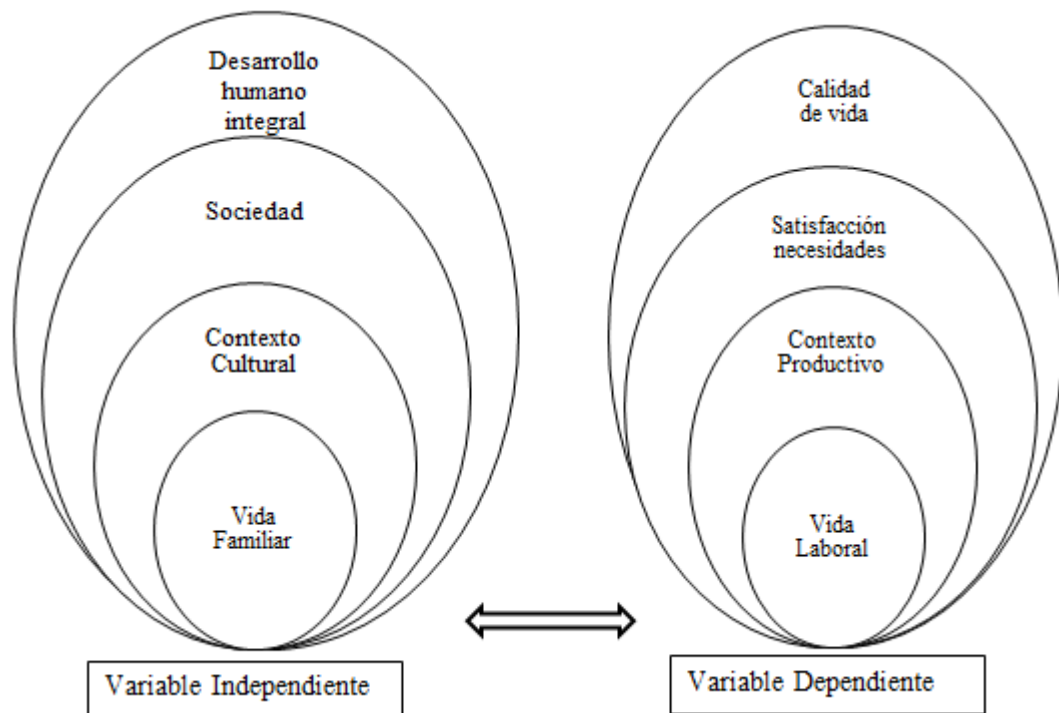 Desarrollo
humano
integral
Sociedad
Contexto
Cultural
Vida
Familiar
Variable Independiente
Calidad
de vida
Satisfacción
necesidades
Contexto
Productivo
Vida
Laboral
Variable Dependiente